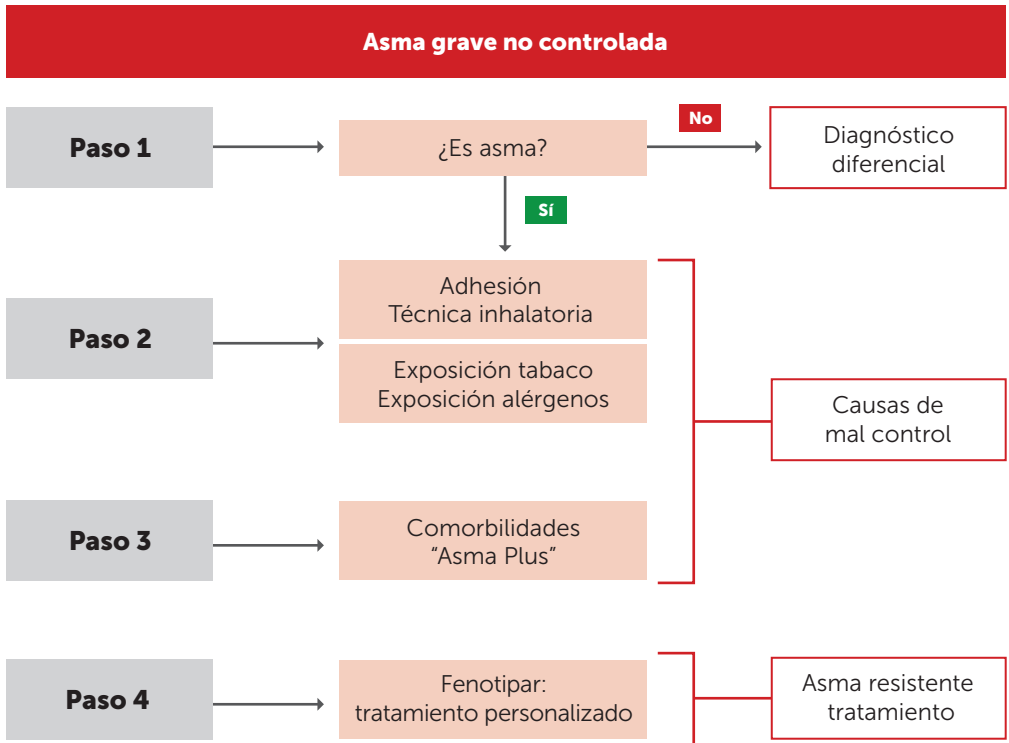 Asma grave no controlada
Paso 1
¿Es asma?
No
Diagnóstico
diferencial
Sí
Paso 2
Adhesión
Técnica inhalatoria
Exposición tabaco
Exposición alérgenos
Causas de
mal control
Paso 3
Comorbilidades
“Asma Plus”
Paso 4
Fenotipar:
tratamiento personalizado
Asma resistente
tratamiento